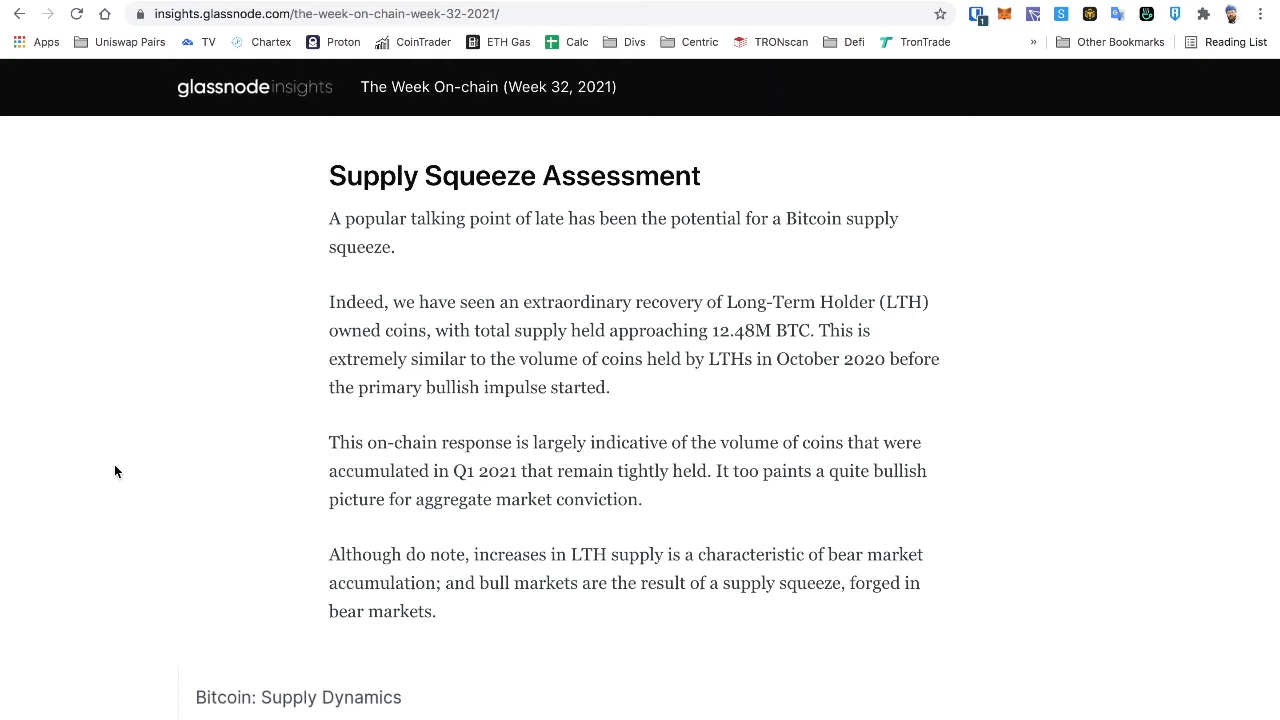 insights.glassnode.com/the-week-on-chain-week-32-2021/
1
Apps Uniswap Pairs TV Chartex Proton CoinTrader ETH Gas Calc Divs Centric TRONscan Defi TronTrade » Other Bookmarks Reading List
glassnodeinsights The Week On-chain (Week 32, 2021)
Supply Squeeze Assessment
A popular talking point of late has been the potential for a Bitcoin supply
squeeze.
Indeed, we have seen an extraordinary recovery of Long-Term Holder (LTH)
owned coins, with total supply held approaching 12.48M BTC. This is
extremely similar to the volume of coins held by LTHs in October 2020 before
the primary bullish impulse started.
This on-chain response is largely indicative of the volume of coins that were
accumulated in Q1 2021 that remain tightly held. It too paints a quite bullish
picture for aggregate market conviction.
Although do note, increases in LTH supply is a characteristic of bear market
accumulation; and bull markets are the result of a supply squeeze, forged in
bear markets.
Bitcoin: Supply Dynamics